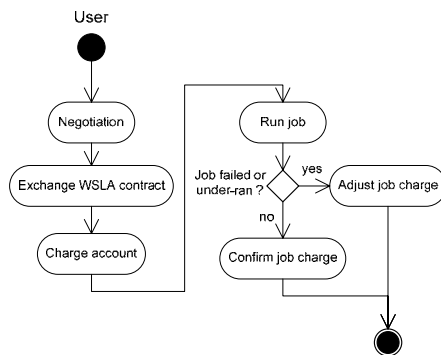 User
Negotiation
Exchange WSLA contract
Charge account
Run job
Job failed or
under-ran ?
yes
Adjust job charge
no
Confirm job charge